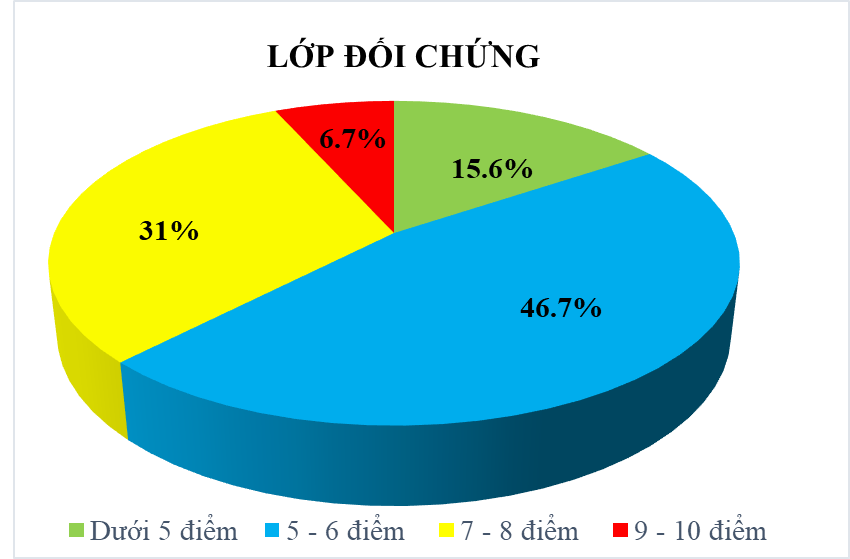 LỚP ĐỐI CHỨNG
6.7%
15.6%
31%
46.7%
Dưới 5 điểm 5 - 6 điểm 7 - 8 điểm 9 - 10 điểm